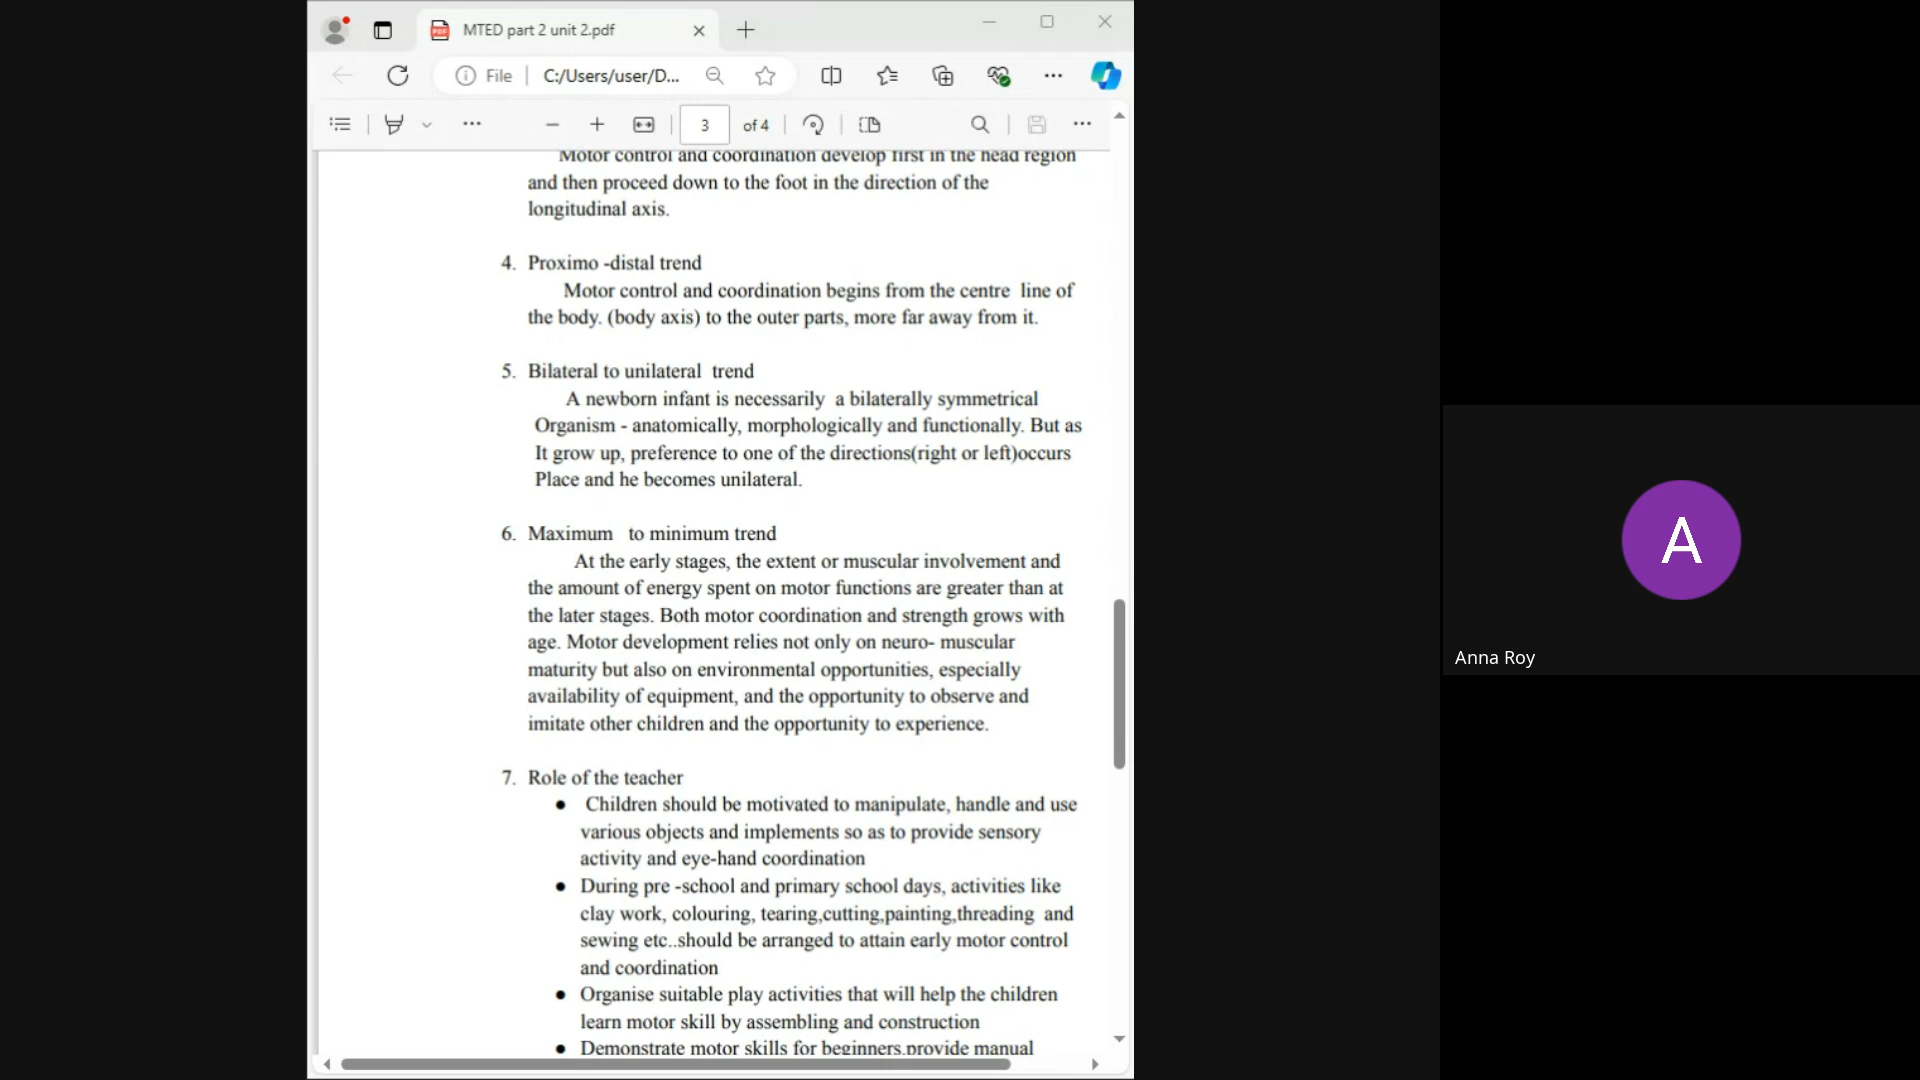 MTED part 2 unit 2.pdf
File
C:/Users/user/D...
3
of 4
Motor control and coordination develop first in the head region
and then proceed down to the foot in the direction of the
longitudinal axis.
4. Proximo -distal trend
Motor control and coordination begins from the centre line of
the body. (body axis) to the outer parts, more far away from it.
5. Bilateral to unilateral trend
A newborn infant is necessarily a bilaterally symmetrical
Organism - anatomically, morphologically and functionally. But as
It grow up, preference to one of the directions(right or left)occurs
Place and he becomes unilateral.
6. Maximum to minimum trend
At the early stages, the extent or muscular involvement and
the amount of energy spent on motor functions are greater than at
the later stages. Both motor coordination and strength grows with
age. Motor development relies not only on neuro- muscular
maturity but also on environmental opportunities, especially
availability of equipment, and the opportunity to observe and
imitate other children and the opportunity to experience.
7. Role of the teacher
● Children should be motivated to manipulate, handle and use
various objects and implements so as to provide sensory
activity and eye-hand coordination
● During pre -school and primary school days, activities like
clay work, colouring, tearing,cutting,painting,threading and
sewing etc..should be arranged to attain early motor control
and coordination
● Organise suitable play activities that will help the children
learn motor skill by assembling and construction
● Demonstrate motor skills for beginners.provide manual
A
Anna Roy